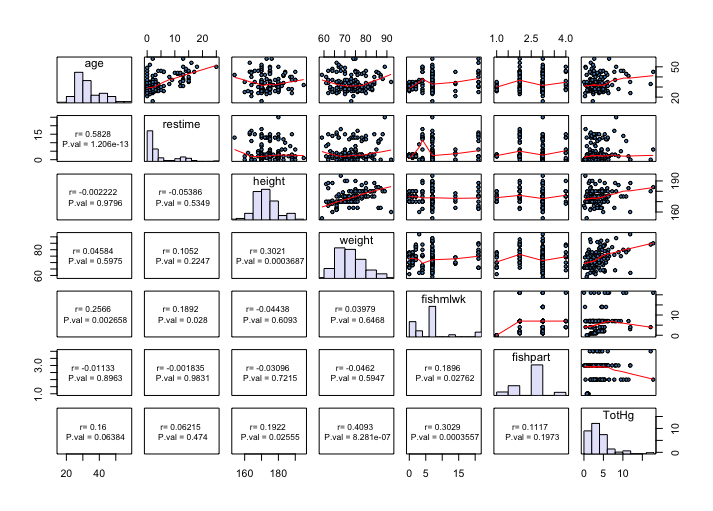 0 10 20
60 70 80 90
1.0 2.5 4.0
age
20 50
r= 0.5828
P.val = 1.206e-13
restime
0 15
r= -0.002222
P.val = 0.9796
r= -0.05386
P.val = 0.5349
height
160 190
r= 0.04584
P.val = 0.5975
r= 0.1052
P.val = 0.2247
r= 0.3021
P.val = 0.0003687
weight
60 80
r= 0.2566
P.val = 0.002658
r= 0.1892
P.val = 0.028
r= -0.04438
P.val = 0.6093
r= 0.03979
P.val = 0.6468
fishmlwk
0 10
r= -0.01133
P.val = 0.8963
r= -0.001835
P.val = 0.9831
r= -0.03096
P.val = 0.7215
r= -0.0462
P.val = 0.5947
r= 0.1896
P.val = 0.02762
fishpart
1.0 3.0
r= 0.16
P.val = 0.06384
r= 0.06215
P.val = 0.474
r= 0.1922
P.val = 0.02555
r= 0.4093
P.val = 8.281e-07
r= 0.3029
P.val = 0.0003557
r= 0.1117
P.val = 0.1973
TotHg
0 10
20 40
160 180
0 5 15
0 5 10